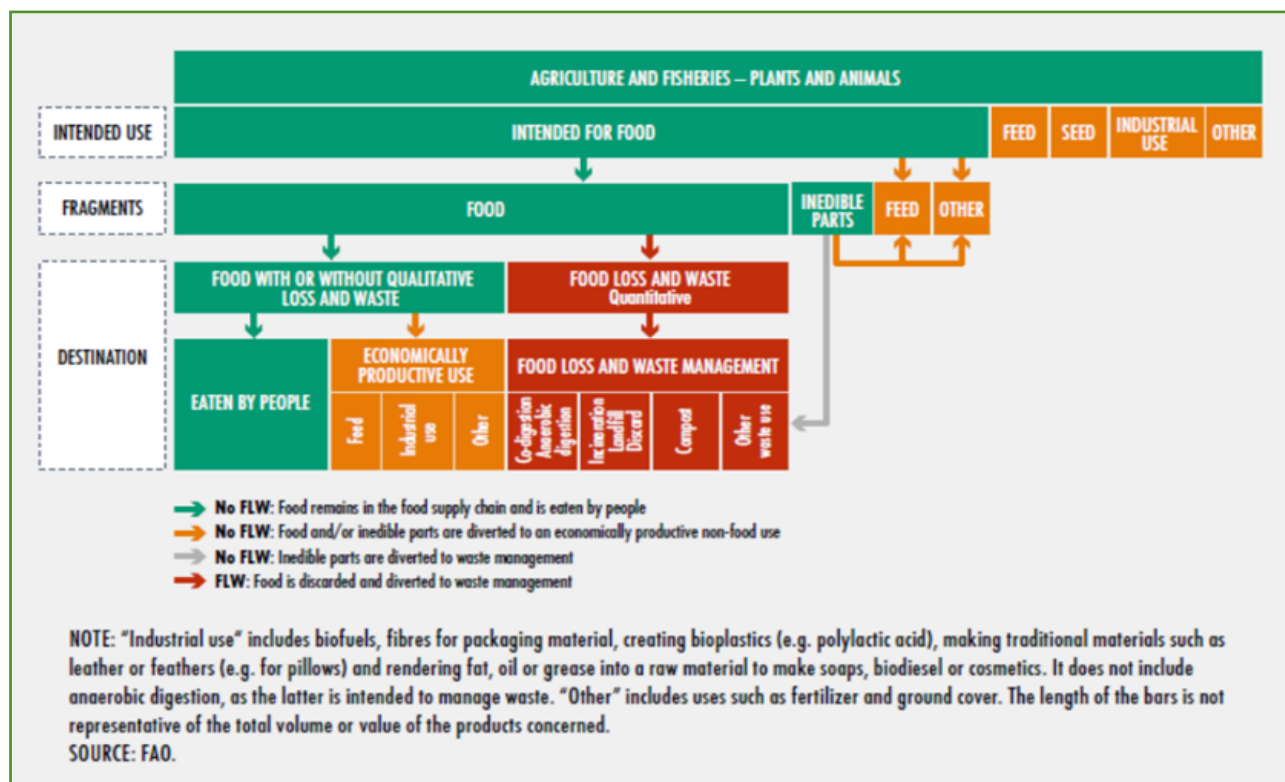 AGRICULTURE AND FISHERIES – PLANTS AND ANIMALS
INTENDED USE
INTENDED FOR FOOD
FEED
SEED
INDUSTRIAL
USE
OTHER
FRAGMENTS
FOOD
INEDIBLE
PARTS
FEED
OTHER
DESTINATION
FOOD WITH OR WITHOUT QUALITATIVE
LOSS AND WASTE
FOOD LOSS AND WASTE
Quantitative
EATEN BY PEOPLE
ECONOMICALLY
PRODUCTIVE USE
Feed
Industrial
use
Other
FOOD LOSS AND WASTE MANAGEMENT
Co-digestion
Anaerobic
digestion
Incineration
Landfill
Discard
Compost
Other
waste use
No FLW: Food remains in the food supply chain and is eaten by people
No FLW: Food and/or inedible parts are diverted to an economically productive non-food use
No FLW: Inedible parts are diverted to waste management
FLW: Food is discarded and diverted to waste management
NOTE: “Industrial use“ includes biofuels, fibres for packaging material, creating bioplastics (e.g. polylactic acid), making traditional materials such as
leather or feathers (e.g. for pillows) and rendering fat, oil or grease into a raw material to make soaps, biodiesel or cosmetics. It does not include
anaerobic digestion, as the latter is intended to manage waste. “Other” includes uses such as fertilizer and ground cover. The length of the bars is not
representative of the total volume or value of the products concerned.
SOURCE: FAO.